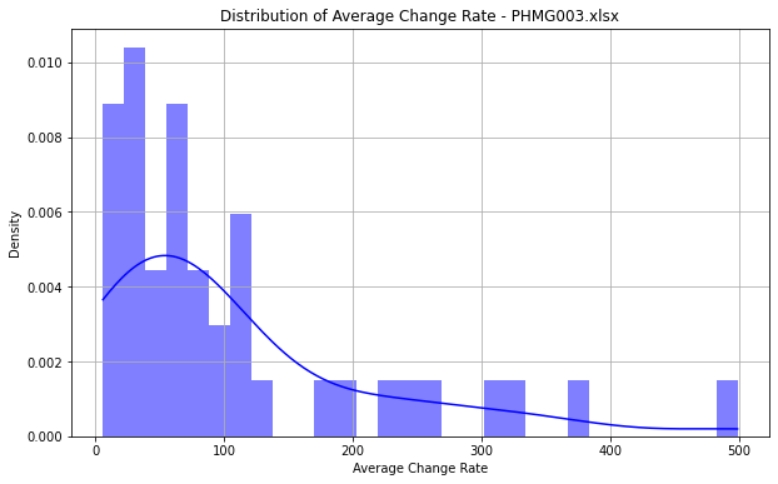 Distribution of Average Change Rate - PHMG003.xlsx
Density
0.010
0.008
0.006
0.004
0.002
0.000
0 100 200 300 400 500
Average Change Rate